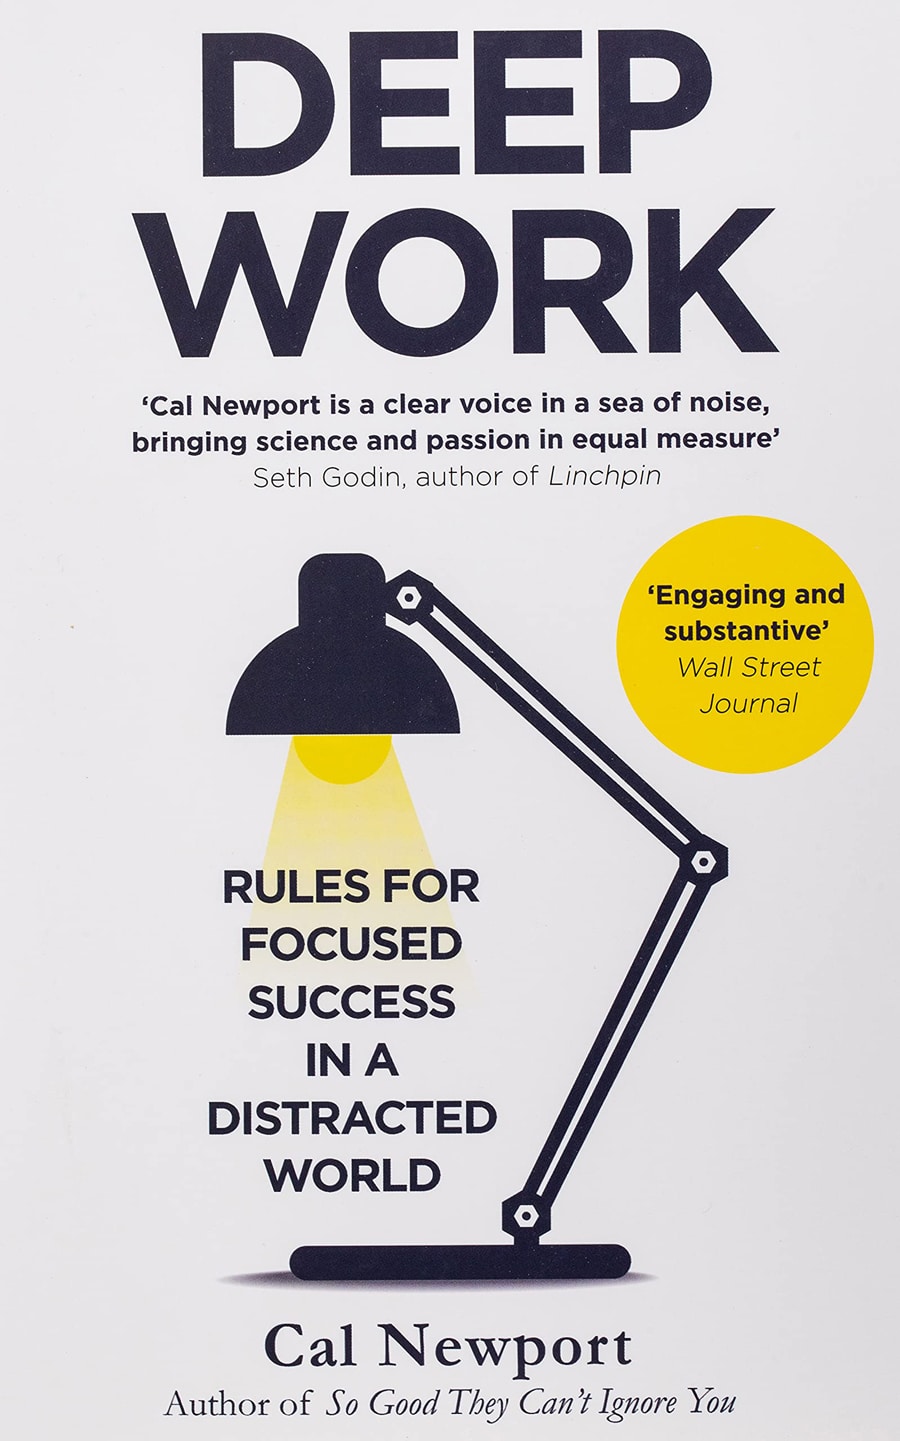 DEEP
WORK
‘Cal Newport is a clear voice in a sea of noise,
bringing science and passion in equal measure’
Seth Godin, author of Linchpin
‘Engaging and
substantive’
Wall Street
Journal
RULES FOR
FOCUSED
SUCCESS
IN A
DISTRACTED
WORLD
Cal Newport
Author of So Good They Can’t Ignore You